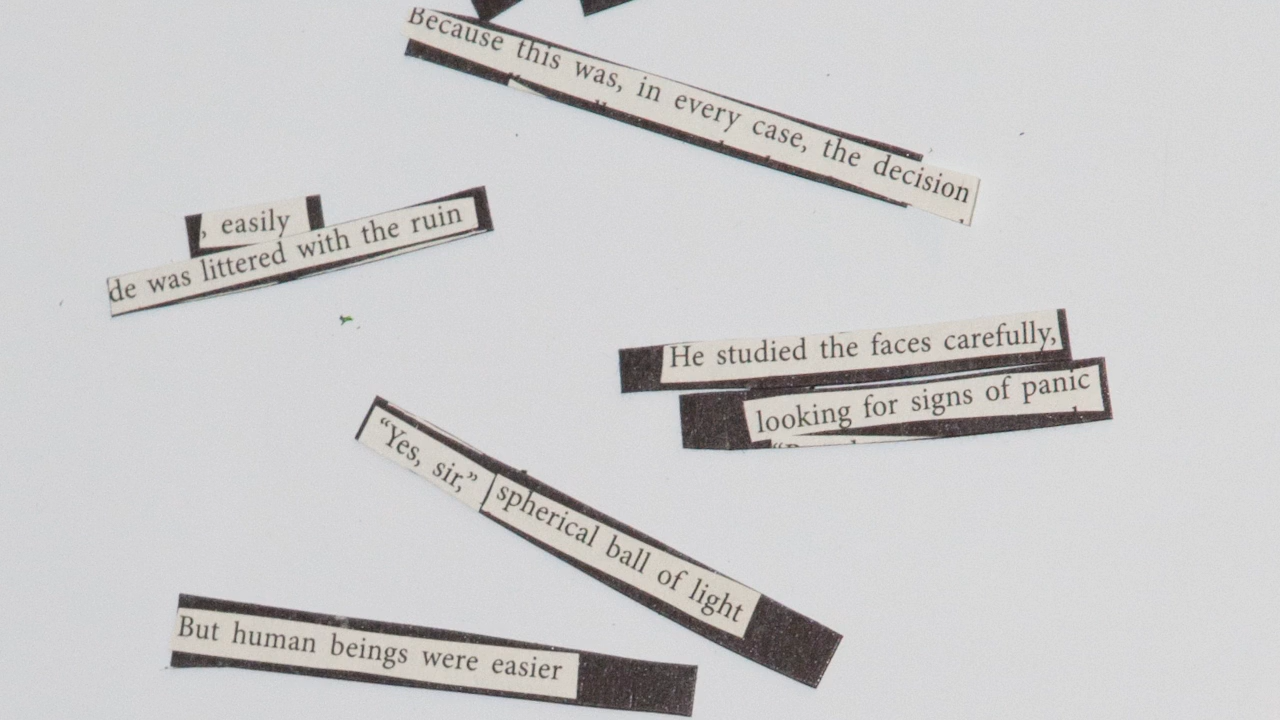 Because this was, in every case, the decision
, easily
de was littered with the ruin
He studied the faces carefully,
looking for signs of panic
“Yes, sir,” spherical ball of light
But human beings were easier